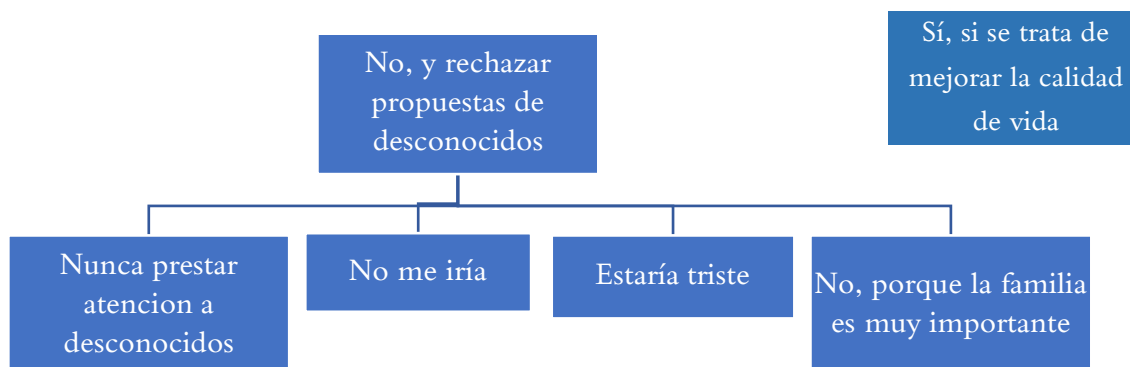 No, y rechazar
propuestas de
desconocidos
Sí, si se trata de
mejorar la calidad
de vida
Nunca prestar
atencion a
desconocidos
No me iría
Estaría triste
No, porque la familia
es muy importante